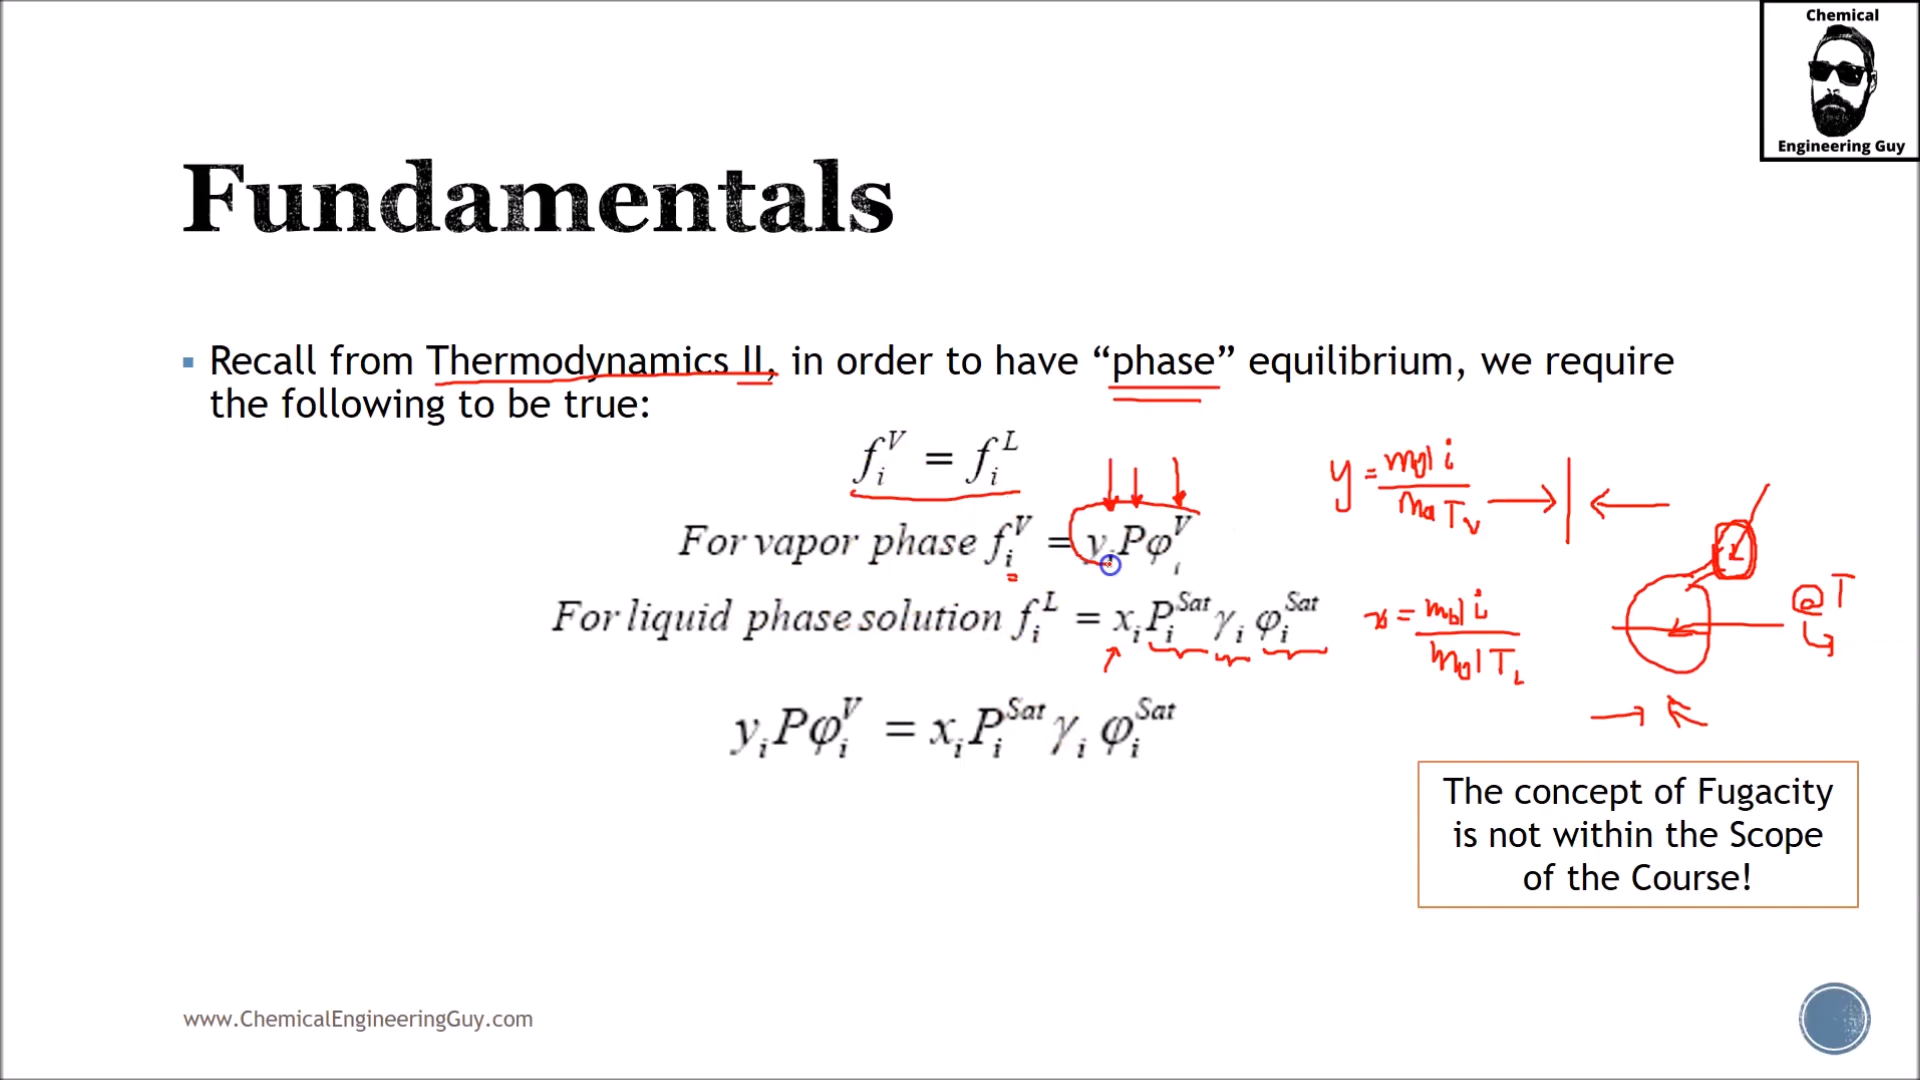 Chemical
Engineering Guy
Fundamentals
▪ Recall from Thermodynamics II, in order to have “phase” equilibrium, we require
the following to be true:
f_i^V = f_i^L
For vapor phase f_i^V = y_i P φ_i^V
For liquid phase solution f_i^L = x_i P_i^Sat γ_i φ_i^Sat
y_i P φ_i^V = x_i P_i^Sat γ_i φ_i^Sat
y = mol i
T_V
x = i
mol T_L
@ T
The concept of Fugacity
is not within the Scope
of the Course!
www.ChemicalEngineeringGuy.com